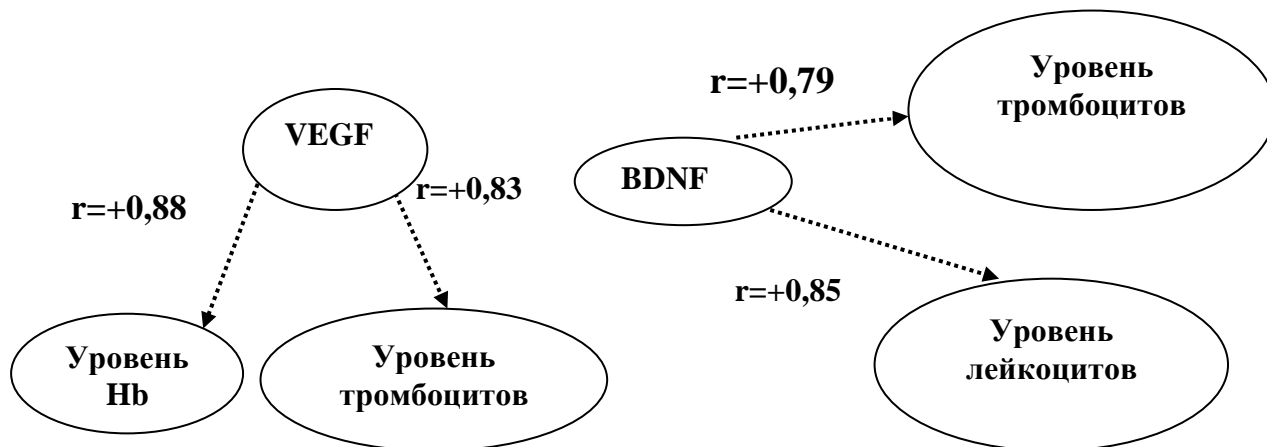 VEGF
r=+0,88
r=+0,83
Уровень
Hb
Уровень
тромбоцитов
BDNF
r=+0,79
Уровень
тромбоцитов
r=+0,85
Уровень
лейкоцитов